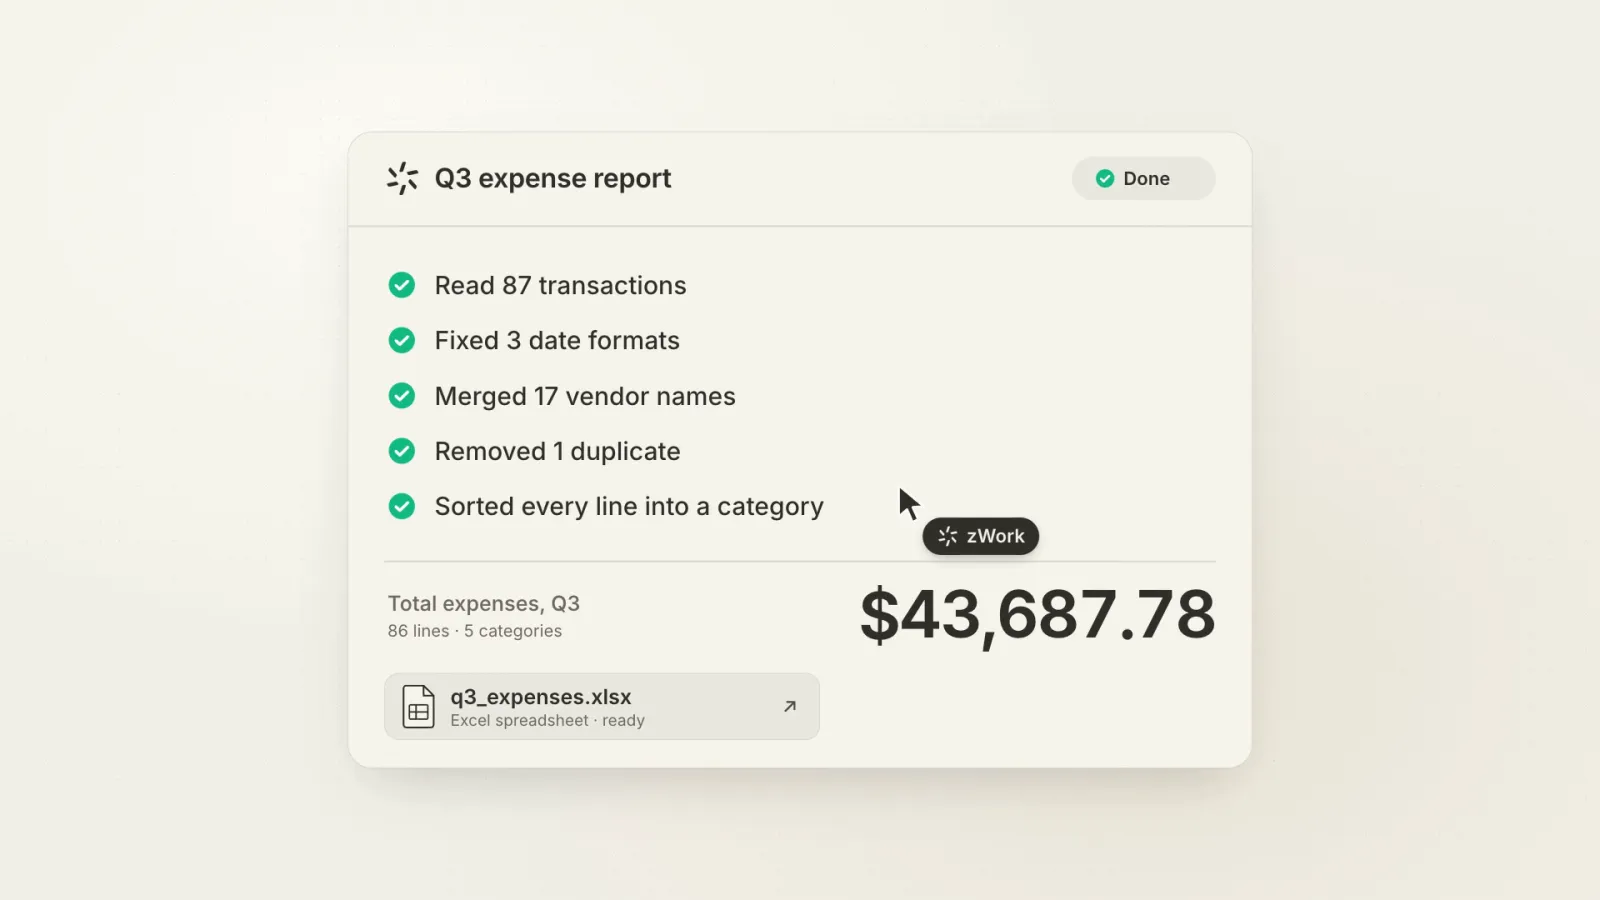 Q3 expense report
Done
Read 87 transactions
Fixed 3 date formats
Merged 17 vendor names
Removed 1 duplicate
Sorted every line into a category
zWork
Total expenses, Q3
$43,687.78
86 lines · 5 categories
q3_expenses.xlsx
Excel spreadsheet · ready